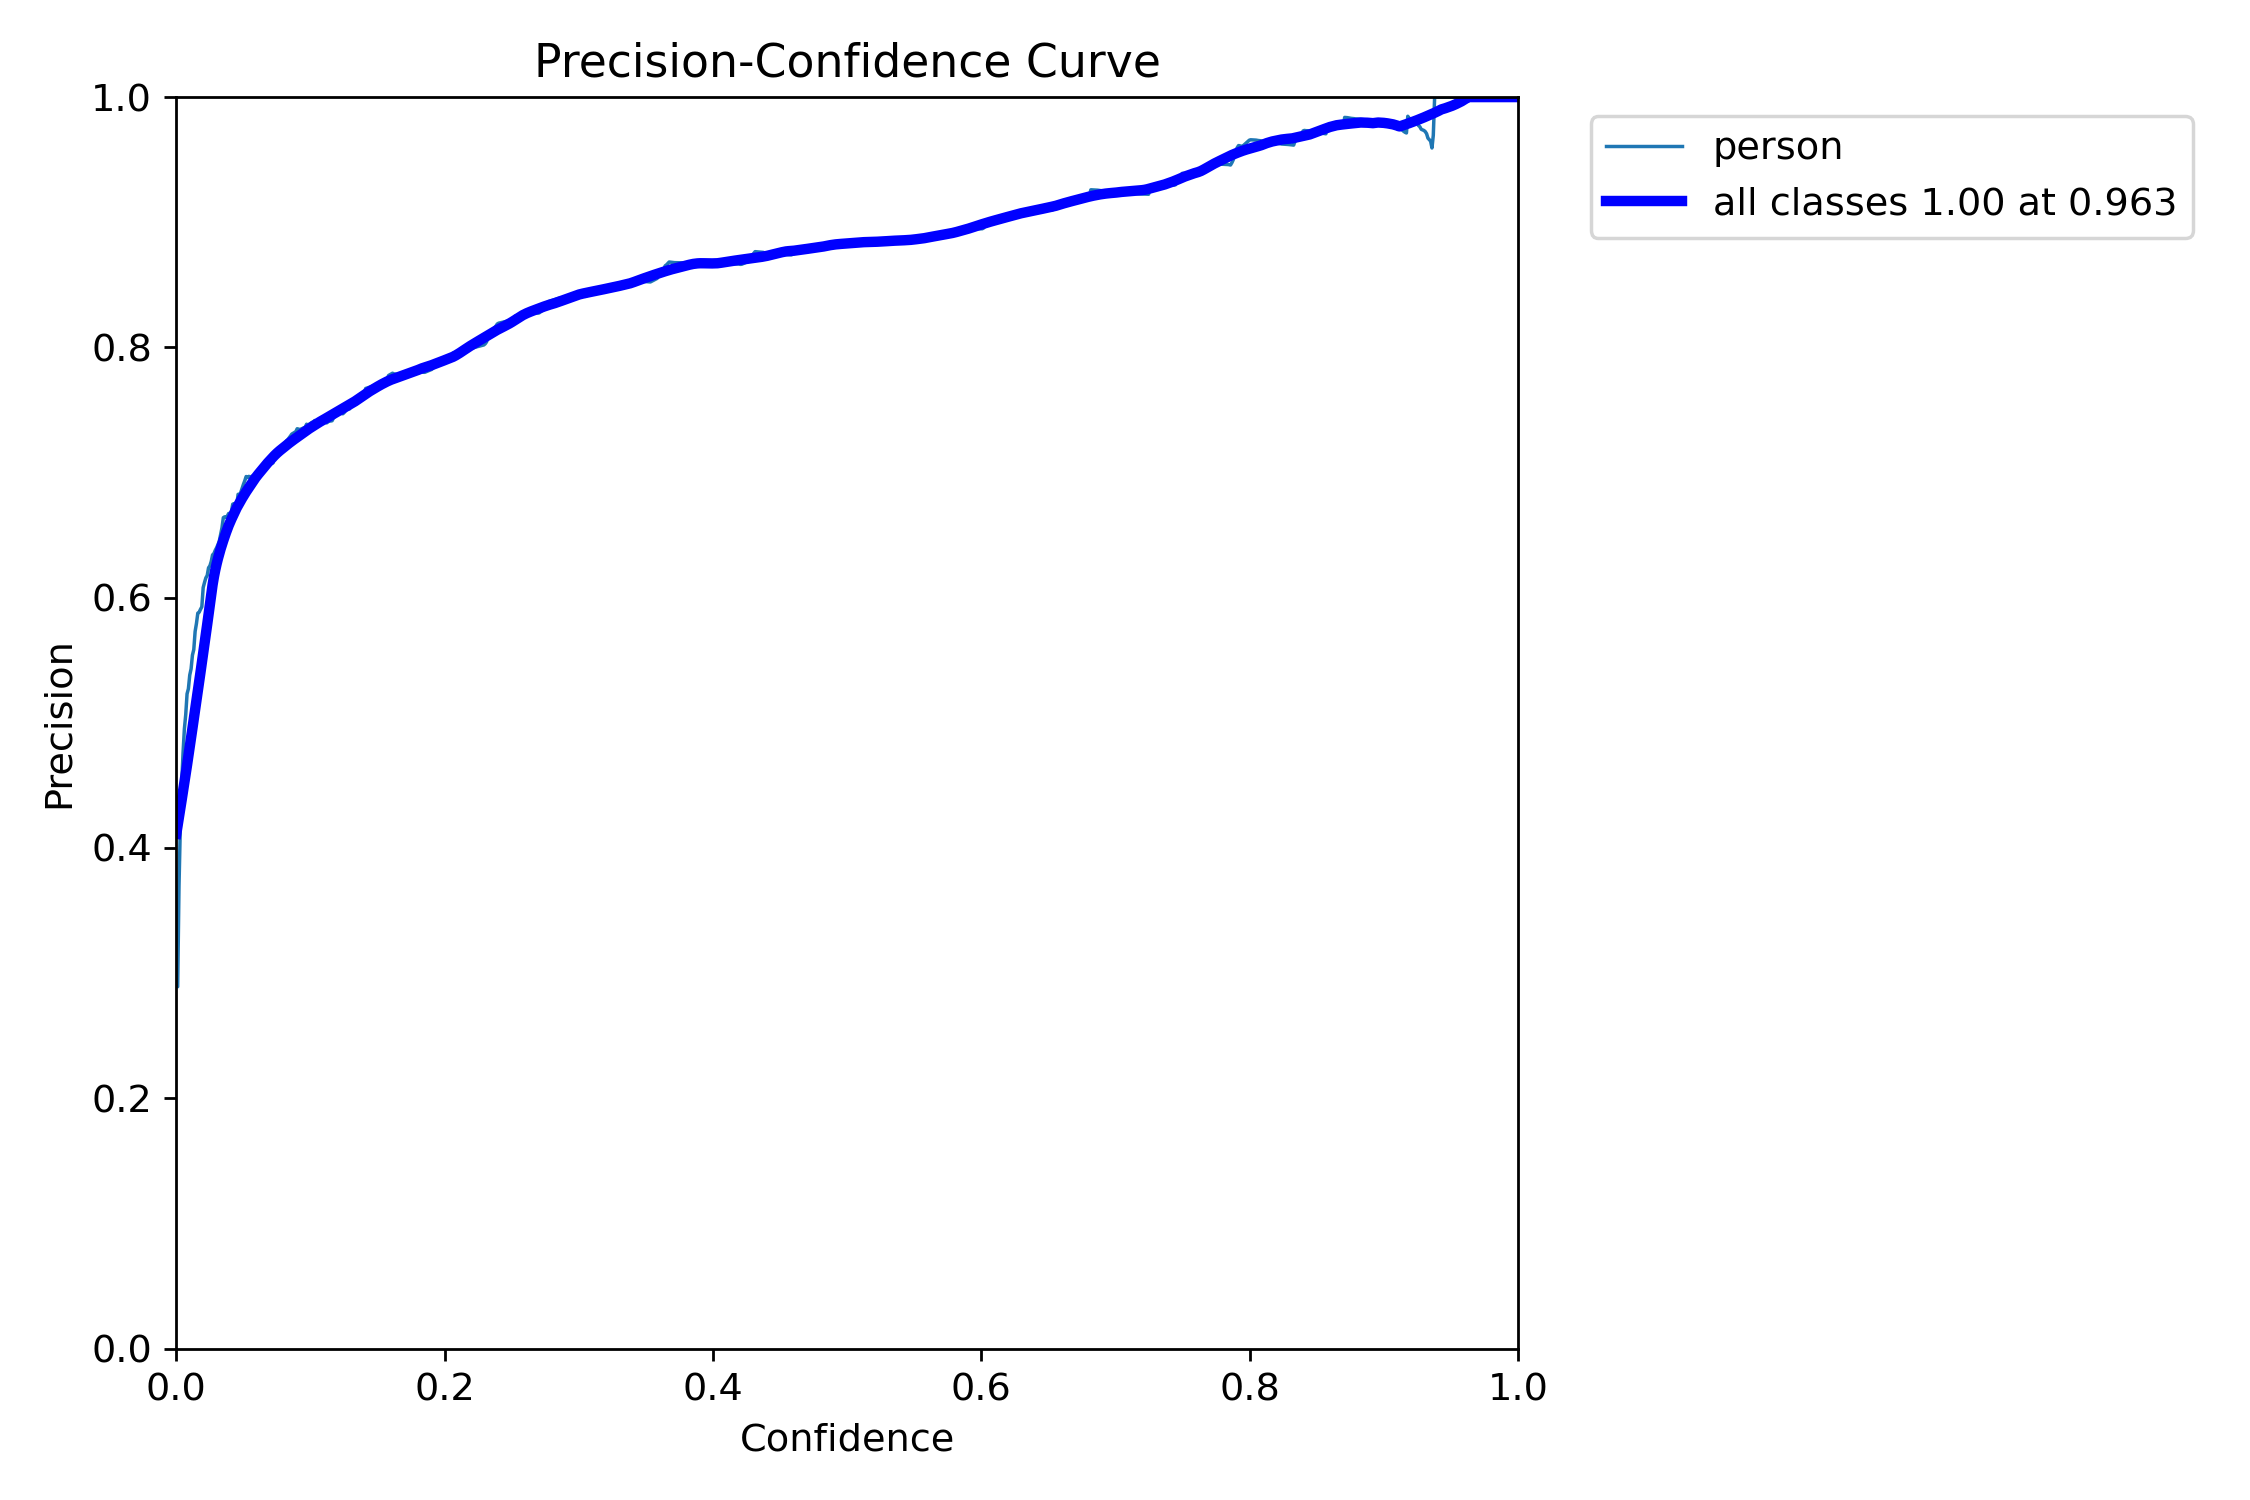 Precision-Confidence Curve
1.0
0.8
0.6
0.4
0.2
0.0
Precision
0.0 0.2 0.4 0.6 0.8 1.0
Confidence
person
all classes 1.00 at 0.963